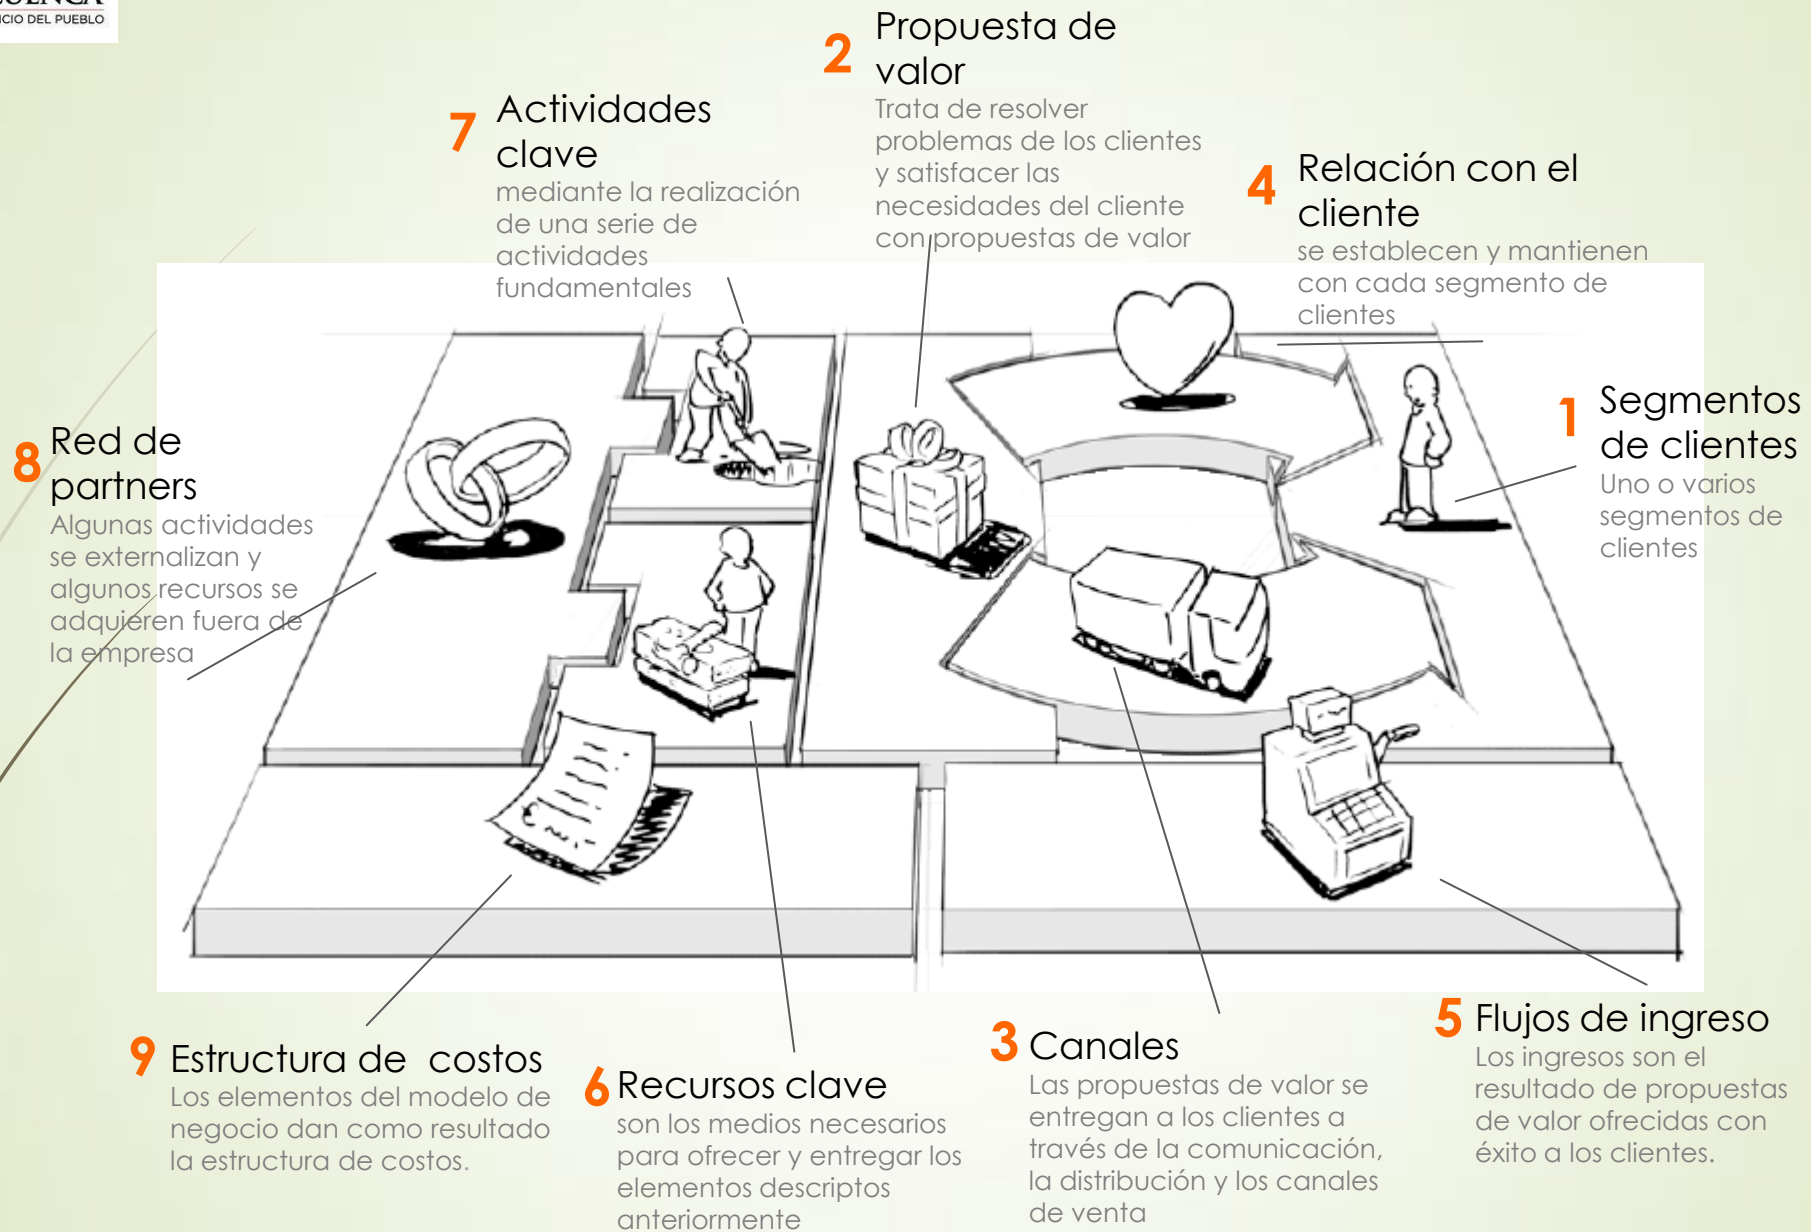 CIO DEL PUEBLO
2
Propuesta de
valor
Trata de resolver
problemas de los clientes
y satisfacer las
necesidades del cliente
con propuestas de valor
7
Actividades
clave
mediante la realización
de una serie de
actividades
fundamentales
4
Relación con el
cliente
se establecen y mantienen
con cada segmento de
clientes
1
Segmentos
de clientes
Uno o varios
segmentos de
clientes
8
Red de
partners
Algunas actividades
se externalizan y
algunos recursos se
adquieren fuera de
la empresa
9
Estructura de costos
Los elementos del modelo de
negocio dan como resultado
la estructura de costos.
6
Recursos clave
son los medios necesarios
para ofrecer y entregar los
elementos descriptos
anteriormente
3
Canales
Las propuestas de valor se
entregan a los clientes a
través de la comunicación,
la distribución y los canales
de venta
5
Flujos de ingreso
Los ingresos son el
resultado de propuestas
de valor ofrecidas con
éxito a los clientes.